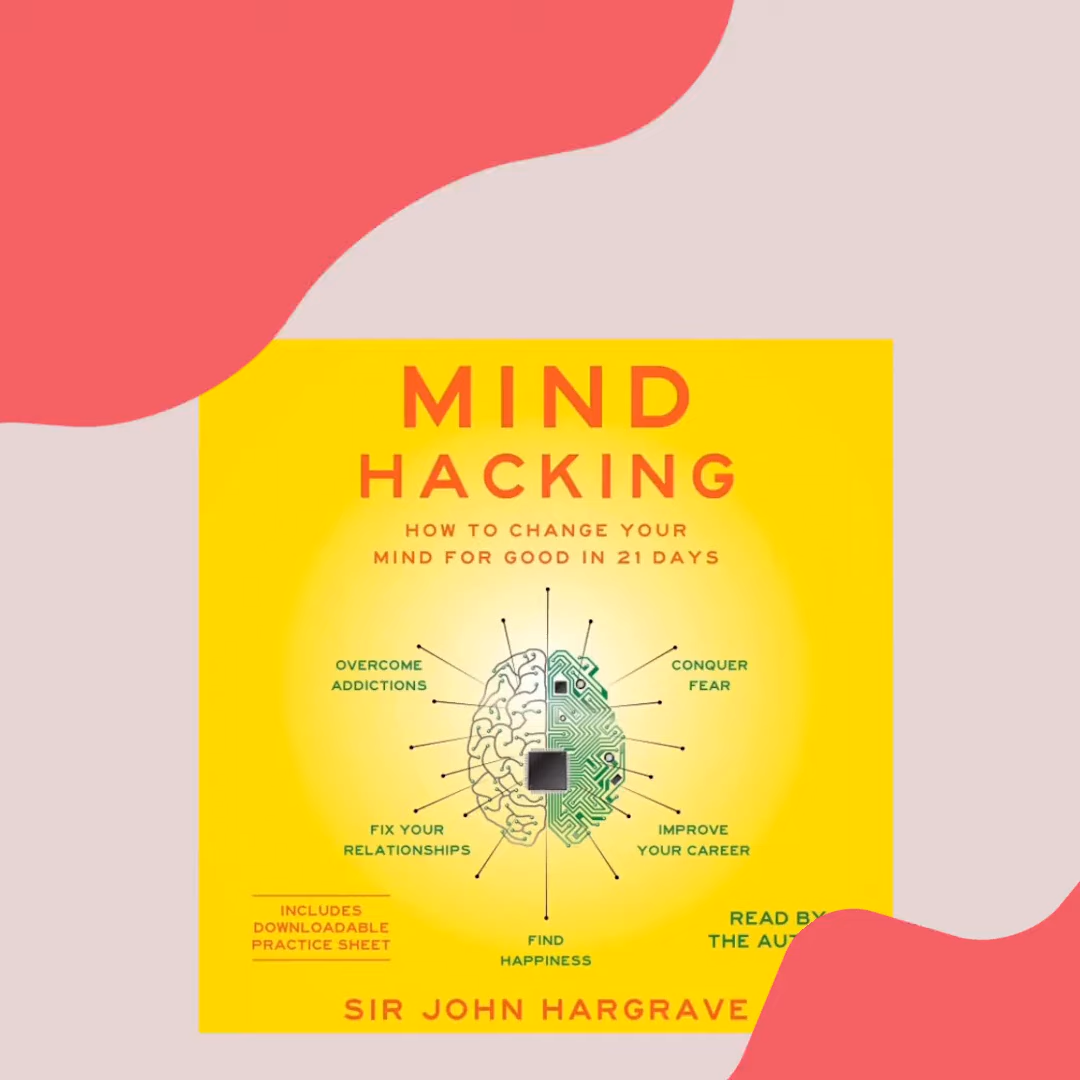 MIND
HACKING
HOW TO CHANGE YOUR
MIND FOR GOOD IN 21 DAYS
OVERCOME
ADDICTIONS
CONQUER
FEAR
FIX YOUR
RELATIONSHIPS
IMPROVE
YOUR CAREER
INCLUDES
DOWNLOADABLE
PRACTICE SHEET
READ BY
THE
FIND
HAPPINESS
SIR JOHN HARGRAVE